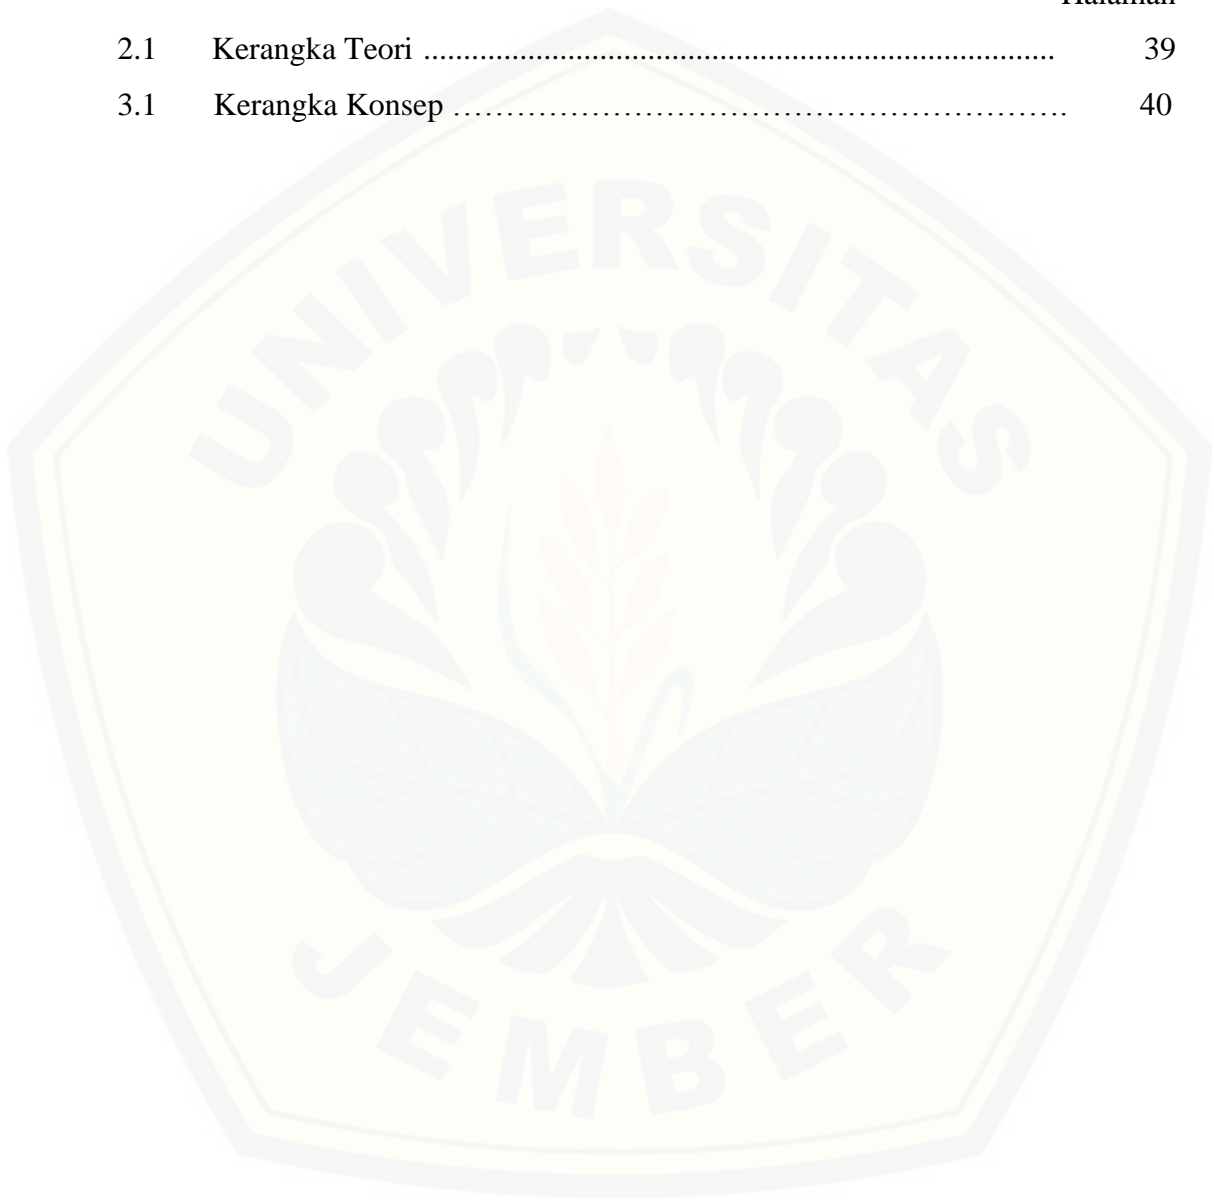 Halaman
2.1 Kerangka Teori ............................................................................... 39
3.1 Kerangka Konsep …………………………………………………. 40
UNIVERSITAS
JEMBER